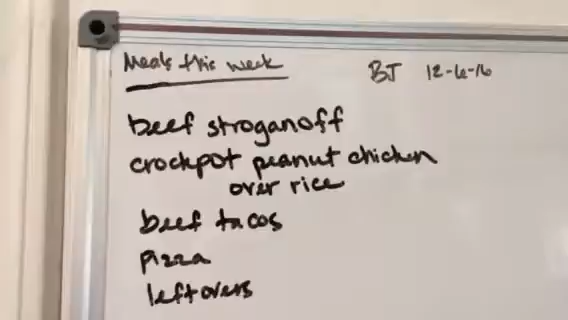 Meals this week BJ 12-6-16
beef stroganoff
crockpot peanut chicken
over rice
beef tacos
pizza
leftovers